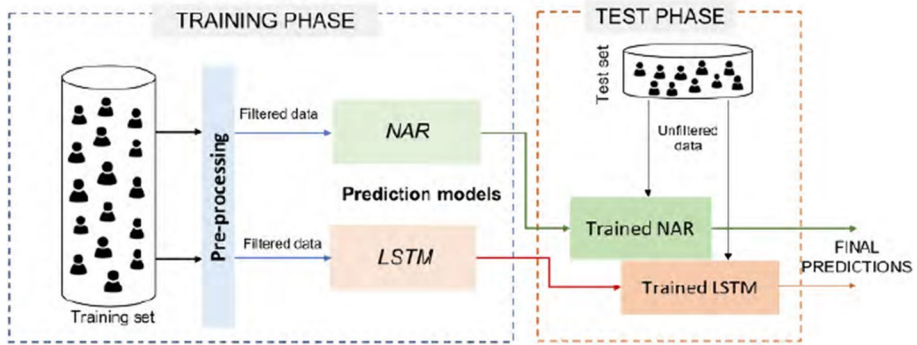 TRAINING PHASE
TEST PHASE
Test set
Filtered data
NAR
Unfiltered
data
Pre-processing
Prediction models
Trained NAR
Filtered data
LSTM
FINAL
PREDICTIONS
Trained LSTM
Training set